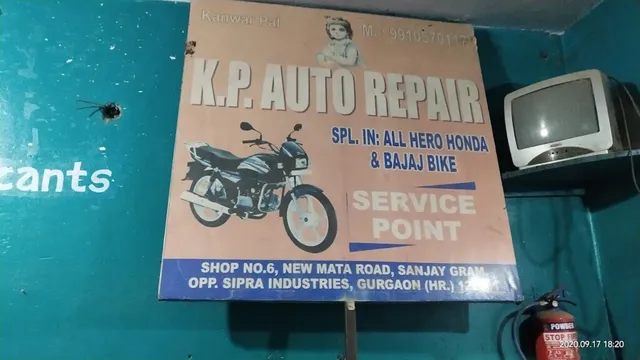 Kanwar Pal
K.P. AUTO REPAIR
SPL. IN: ALL HERO HONDA
& BAJAJ BIKE
SERVICE
POINT
SHOP NO.6, NEW MATA ROAD, SANJAY GRAM,
OPP. SIPRA INDUSTRIES, GURGAON (HR.)
POWDER
2020.09.17 18:20